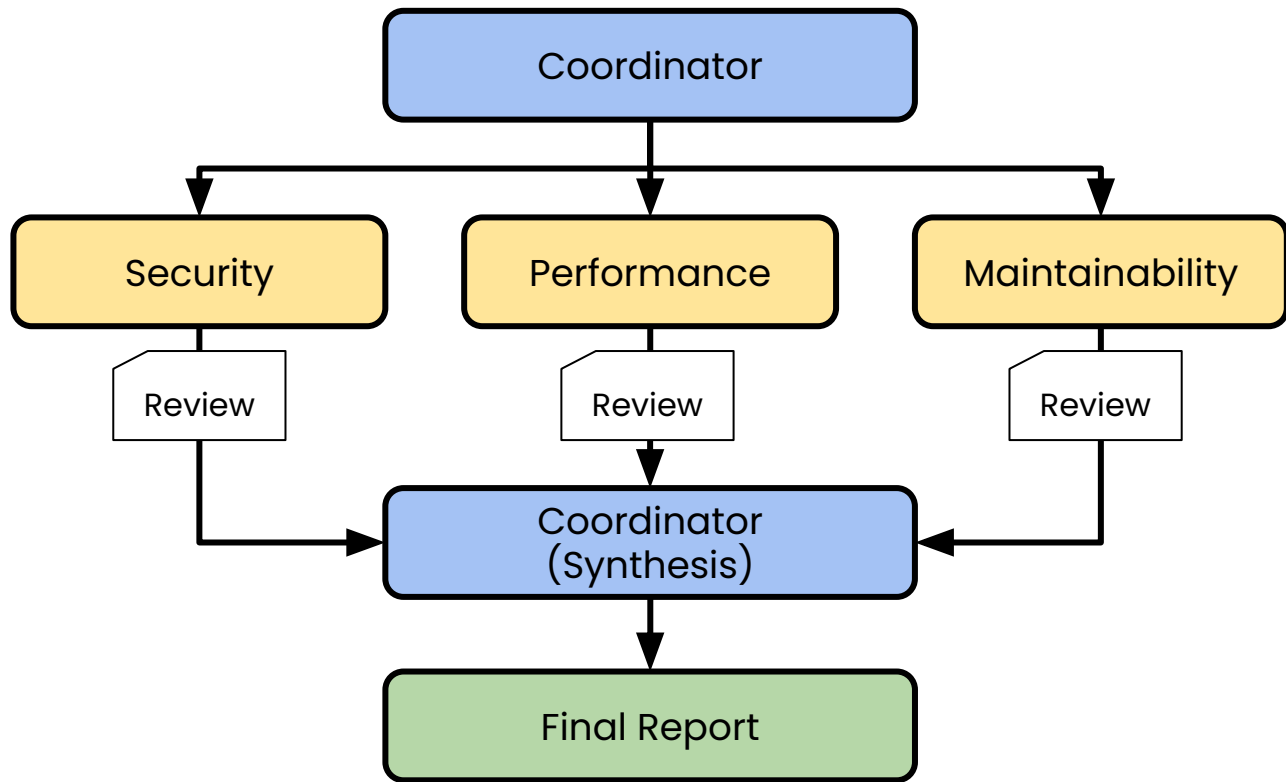 Coordinator
Security
Performance
Maintainability
Review
Review
Review
Coordinator
(Synthesis)
Final Report